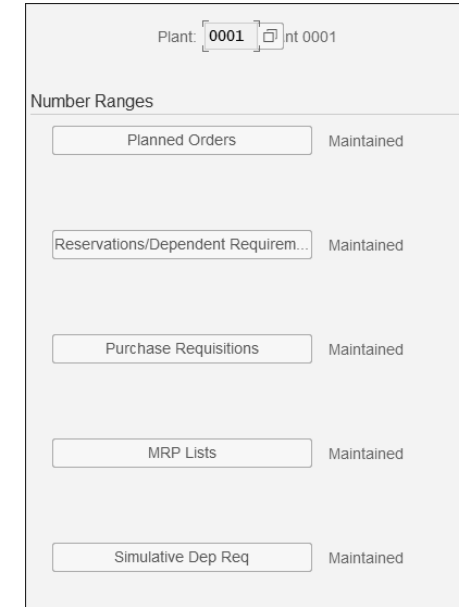 Plant: 0001 nt 0001
Number Ranges
Planned Orders Maintained
Reservations/Dependent Requirem... Maintained
Purchase Requisitions Maintained
MRP Lists Maintained
Simulative Dep Req Maintained